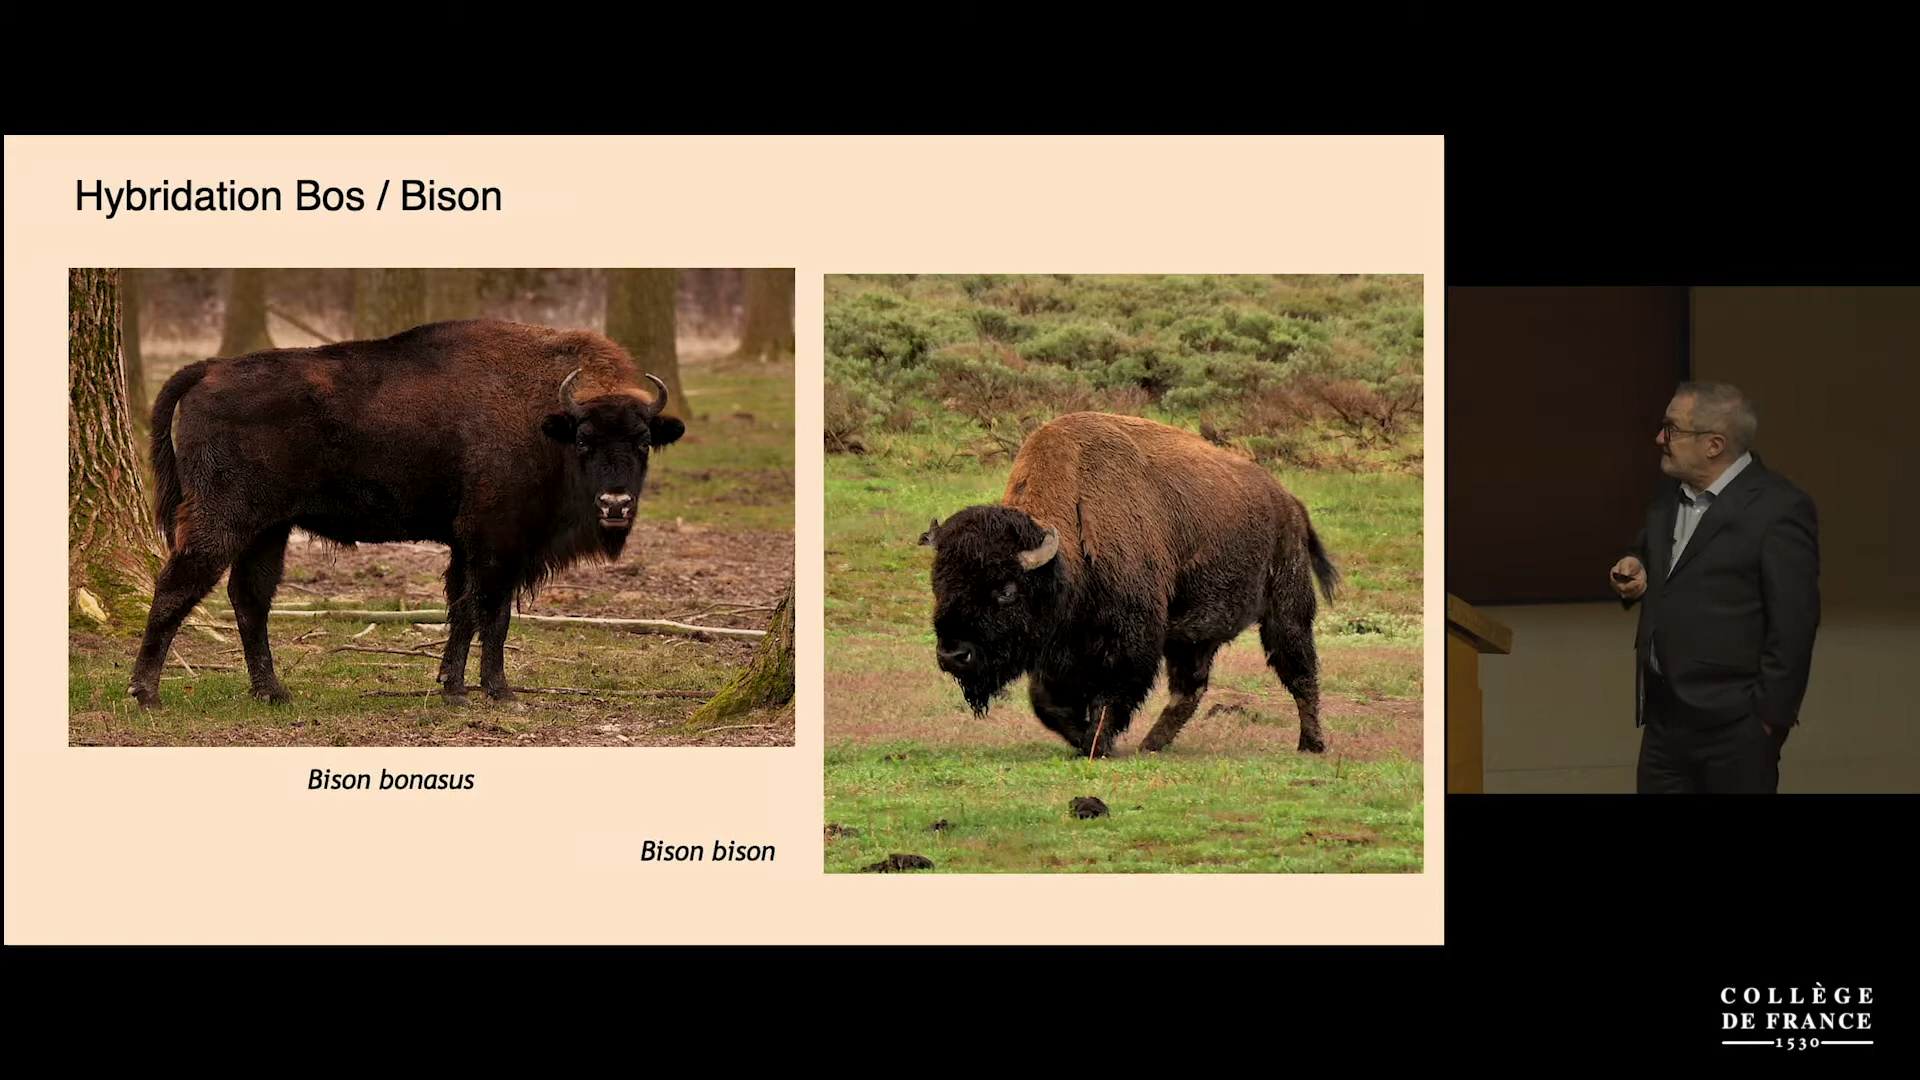 Hybridation Bos / Bison
Bison bonasus
Bison bison
COLLÈGE
DE FRANCE
1530